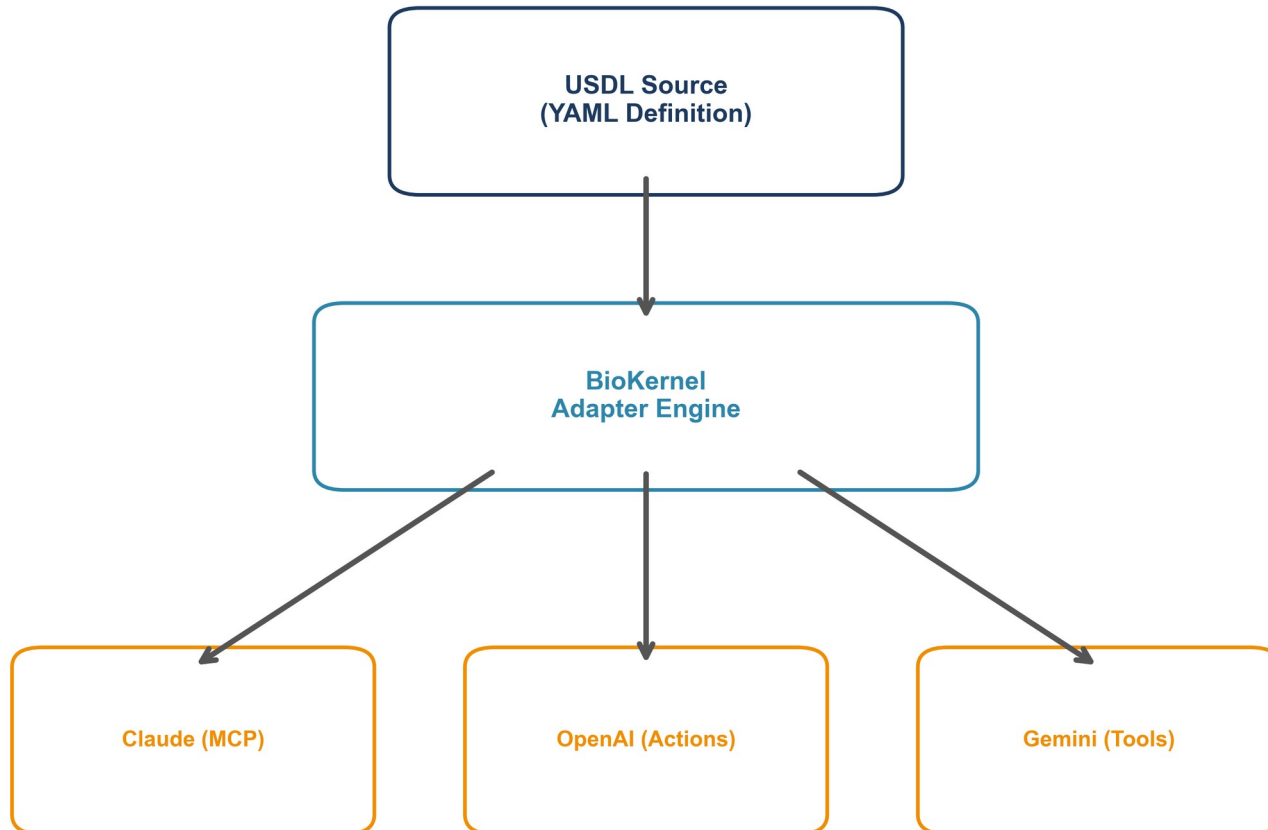 USDL Source
(YAML Definition)
BioKernel
Adapter Engine
Claude (MCP)
OpenAI (Actions)
Gemini (Tools)